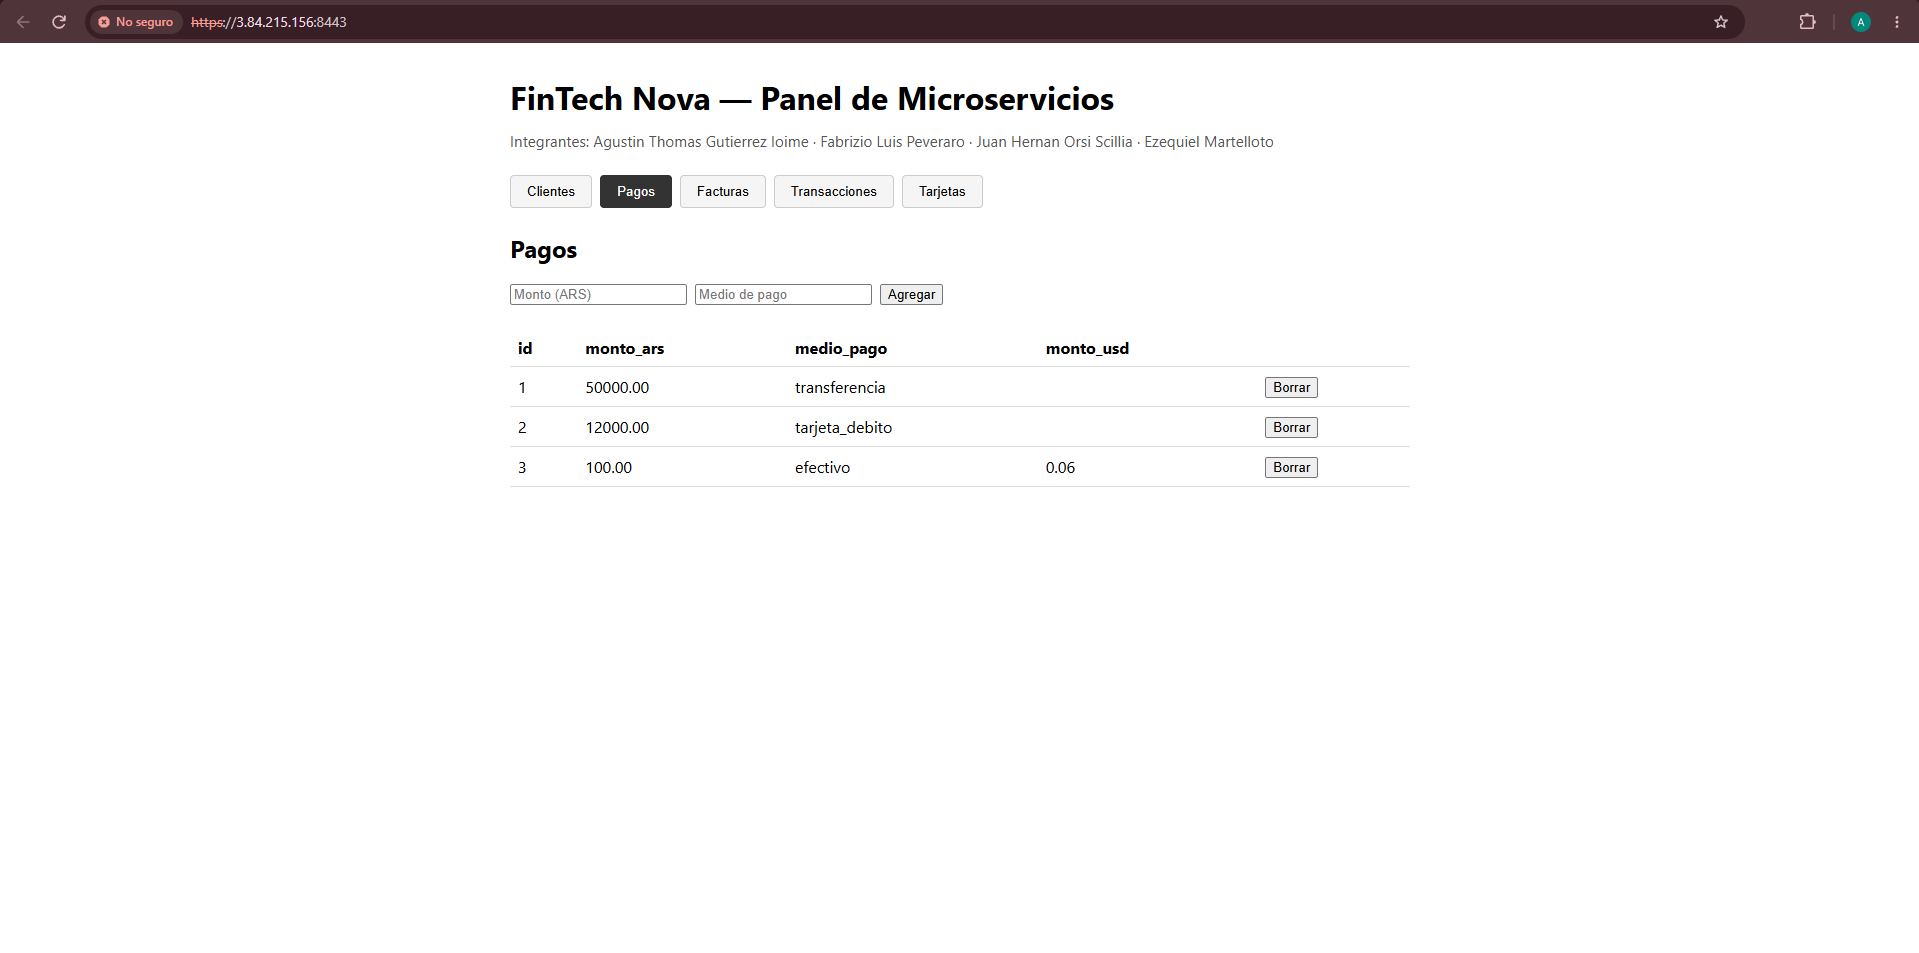 No seguro https://3.84.215.156:8443 A
FinTech Nova — Panel de Microservicios
Integrantes: Agustin Thomas Gutierrez Ioime · Fabrizio Luis Peveraro · Juan Hernan Orsi Scillia · Ezequiel Martelloto
Clientes Pagos Facturas Transacciones Tarjetas
Pagos
Monto (ARS) Medio de pago Agregar
id monto_ars medio_pago monto_usd
1 50000.00 transferencia Borrar
2 12000.00 tarjeta_debito Borrar
3 100.00 efectivo 0.06 Borrar